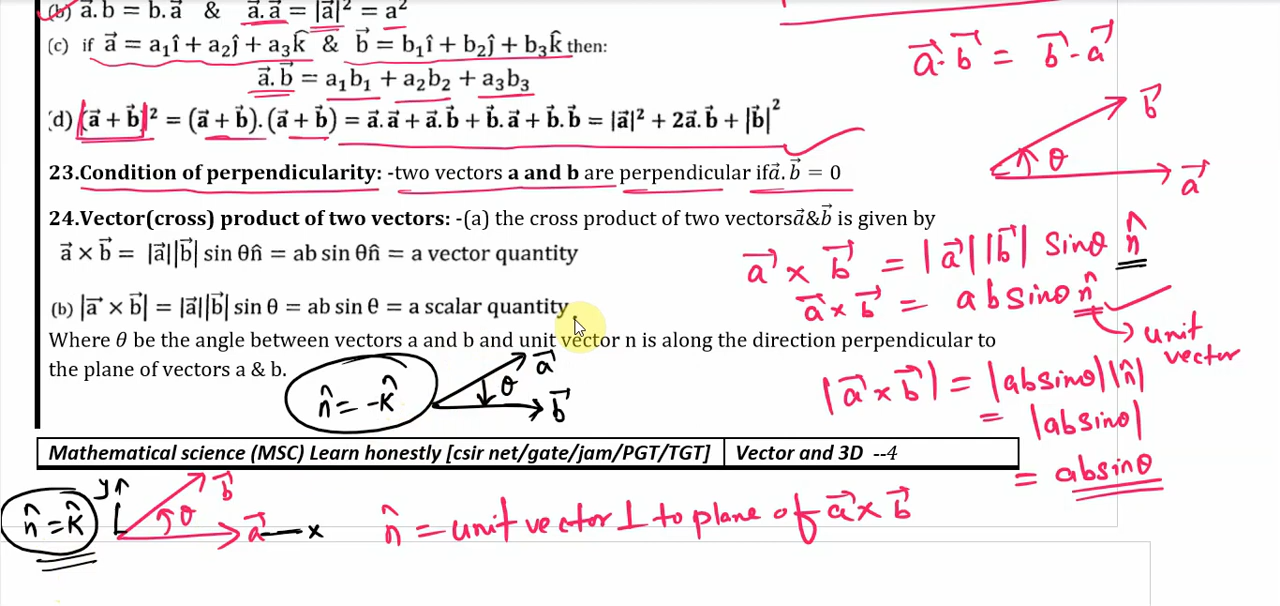 (b) a⃗.b⃗ = b⃗.a⃗ & a⃗.a⃗ = |a⃗|² = a²
(c) if a⃗ = a₁î + a₂ĵ + a₃k̂ & b⃗ = b₁î + b₂ĵ + b₃k̂ then:
a⃗.b⃗ = a₁b₁ + a₂b₂ + a₃b₃
(d) |a⃗ + b⃗|² = (a⃗ + b⃗).(a⃗ + b⃗) = a⃗.a⃗ + a⃗.b⃗ + b⃗.a⃗ + b⃗.b⃗ = |a⃗|² + 2a⃗.b⃗ + |b⃗|²
a⃗.b⃗ = b⃗.a⃗
b⃗
θ
a⃗
23.Condition of perpendicularity: -two vectors a and b are perpendicular ifa⃗.b⃗ = 0
24.Vector(cross) product of two vectors: -(a) the cross product of two vectorsa⃗&b⃗ is given by
a⃗ × b⃗ = |a⃗||b⃗| sin θn̂ = ab sin θn̂ = a vector quantity
(b) |a⃗ × b⃗| = |a⃗||b⃗| sin θ = ab sin θ = a scalar quantity
Where θ be the angle between vectors a and b and unit vector n is along the direction perpendicular to
the plane of vectors a & b.
a⃗ × b⃗ = |a⃗||b⃗| Sinθ n̂
a⃗ × b⃗ = ab sinθ n̂
unit
vector
|a⃗ × b⃗| = |absinθ||n̂|
= |absinθ|
= absinθ
n̂ = -k̂
a⃗
θ
b⃗
Mathematical science (MSC) Learn honestly [csir net/gate/jam/PGT/TGT] Vector and 3D --4
n̂ = k̂
y
b⃗
θ
a⃗
x
n̂ = unit vector ⊥ to plane of a⃗ × b⃗